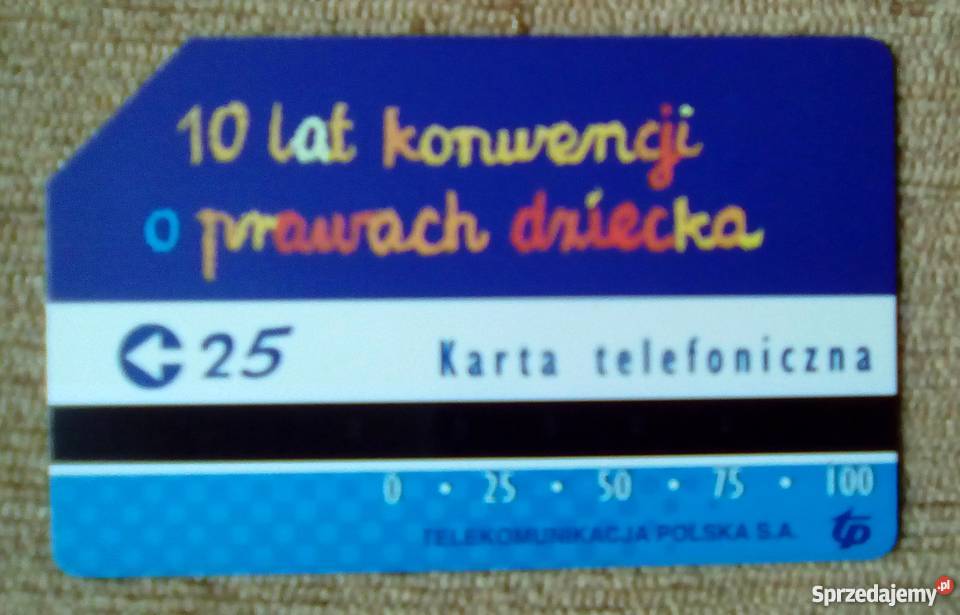 10 lat konwencji
o prawach dziecka
25 Karta telefoniczna
0 • 25 • 50 • 75 • 100
TELEKOMUNIKACJA POLSKA S.A. tp
Sprzedajemy.pl